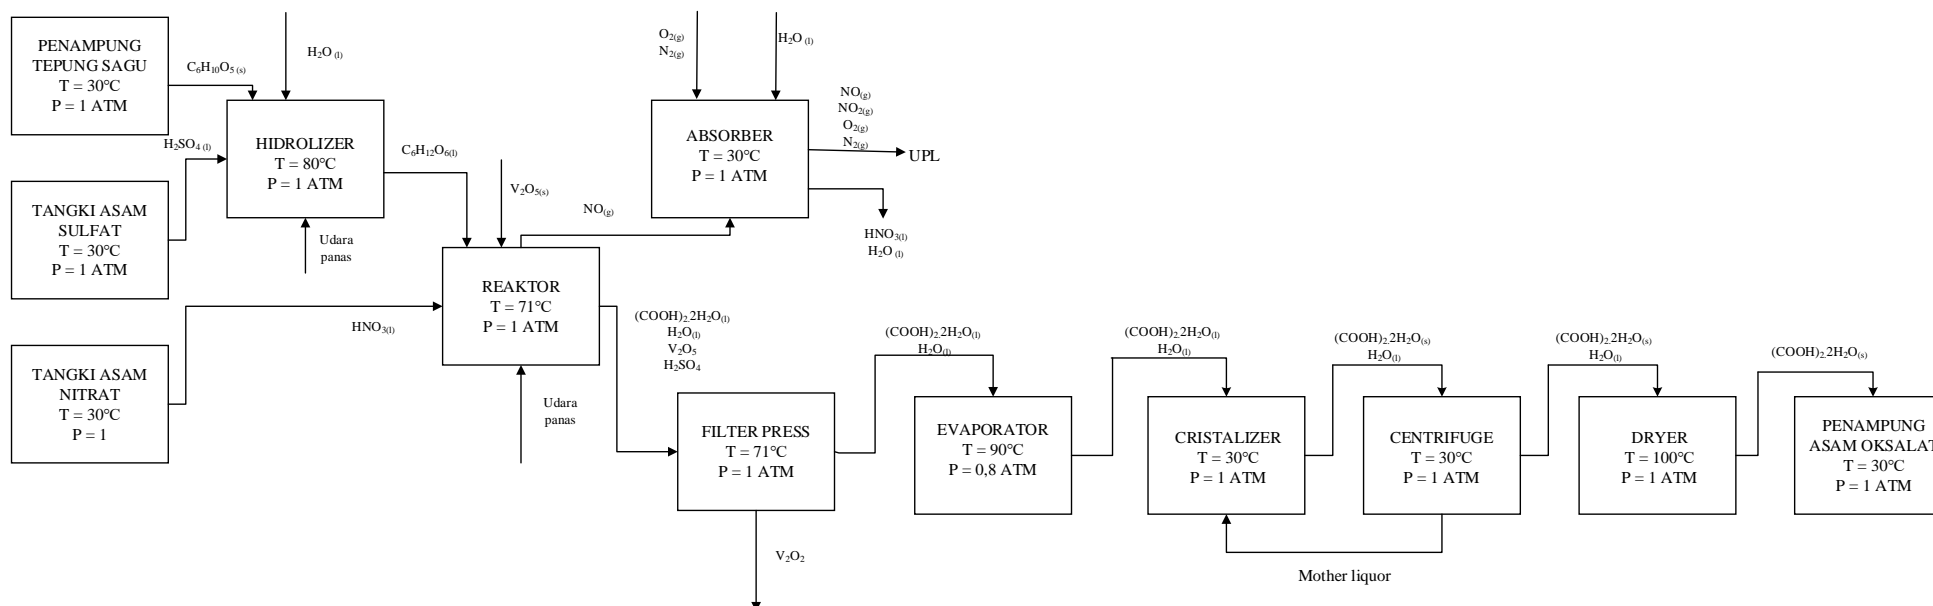 PENAMPUNG
TEPUNG SAGU
T = 30°C
P = 1 ATM
C₆H₁₀O₅ (s)
H₂O (l)
H₂SO₄ (l)
HIDROLIZER
T = 80°C
P = 1 ATM
Udara
panas
TANGKI ASAM
SULFAT
T = 30°C
P = 1 ATM
C₆H₁₂O₆(l)
V₂O₅(s)
NO(g)
O₂(g)
N₂(g)
H₂O (l)
ABSORBER
T = 30°C
P = 1 ATM
NO(g)
NO₂(g)
O₂(g)
N₂(g)
UPL
HNO₃(l)
H₂O (l)
TANGKI ASAM
NITRAT
T = 30°C
P = 1
HNO₃(l)
REAKTOR
T = 71°C
P = 1 ATM
Udara
panas
(COOH)₂.2H₂O(l)
H₂O(l)
V₂O₅
H₂SO₄
FILTER PRESS
T = 71°C
P = 1 ATM
V₂O₂
(COOH)₂.2H₂O(l)
H₂O(l)
EVAPORATOR
T = 90°C
P = 0,8 ATM
(COOH)₂.2H₂O(l)
H₂O(l)
CRISTALIZER
T = 30°C
P = 1 ATM
(COOH)₂.2H₂O(s)
H₂O(l)
CENTRIFUGE
T = 30°C
P = 1 ATM
Mother liquor
(COOH)₂.2H₂O(s)
H₂O(l)
DRYER
T = 100°C
P = 1 ATM
(COOH)₂.2H₂O(s)
PENAMPUNG
ASAM OKSALAT
T = 30°C
P = 1 ATM